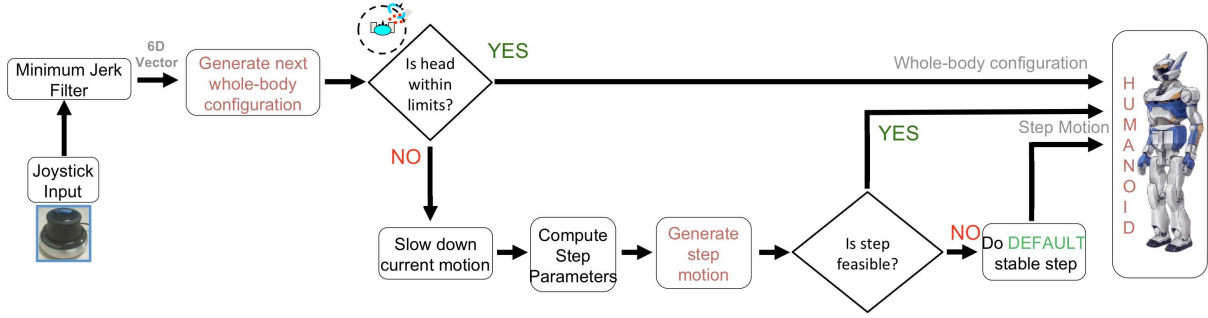 Joystick
Input
Minimum Jerk
Filter
6D
Vector
Generate next
whole-body
configuration
Is head
within
limits?
YES
Whole-body configuration
NO
Slow down
current motion
Compute
Step
Parameters
Generate
step
motion
Is step
feasible?
YES
Step Motion
NO
Do DEFAULT
stable step
HUMANOID